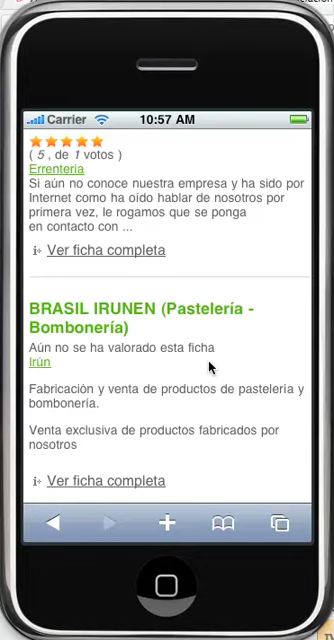 Carrier
10:57 AM
( 5 , de 1 votos )
Errenteria
Si aún no conoce nuestra empresa y ha sido por
Internet como ha oído hablar de nosotros por
primera vez, le rogamos que se ponga
en contacto con ...
Ver ficha completa
BRASIL IRUNEN (Pastelería -
Bombonería)
Aún no se ha valorado esta ficha
Irún
Fabricación y venta de productos de pastelería y
bombonería.
Venta exclusiva de productos fabricados por
nosotros
Ver ficha completa